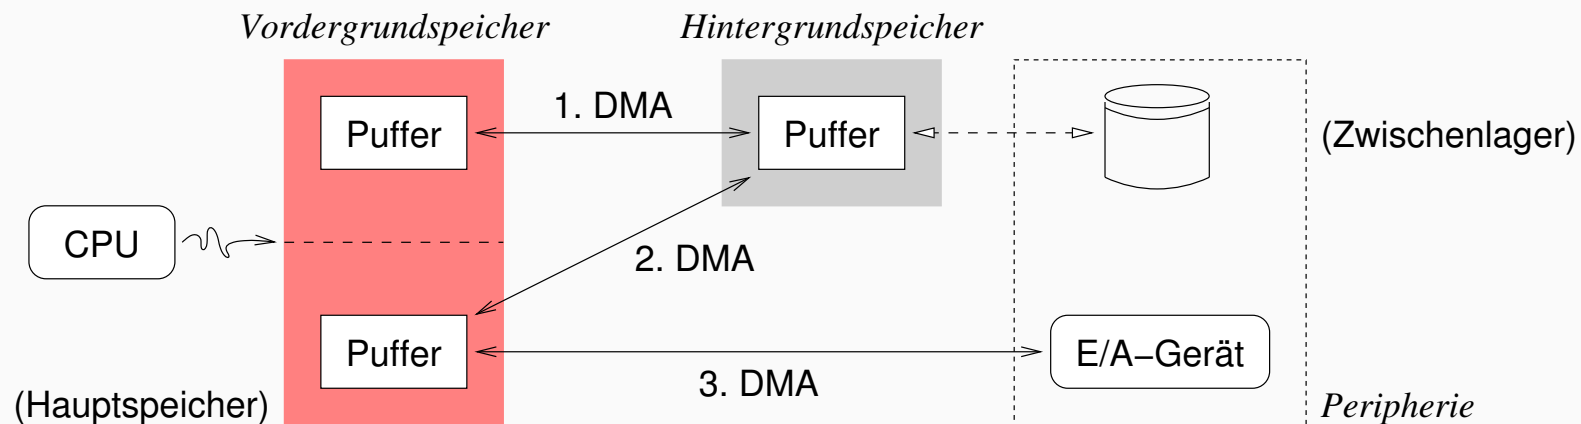 Vordergrundspeicher
Hintergrundspeicher
Puffer
1. DMA
Puffer
(Zwischenlager)
CPU
2. DMA
Puffer
3. DMA
E/A–Gerät
(Hauptspeicher)
Peripherie